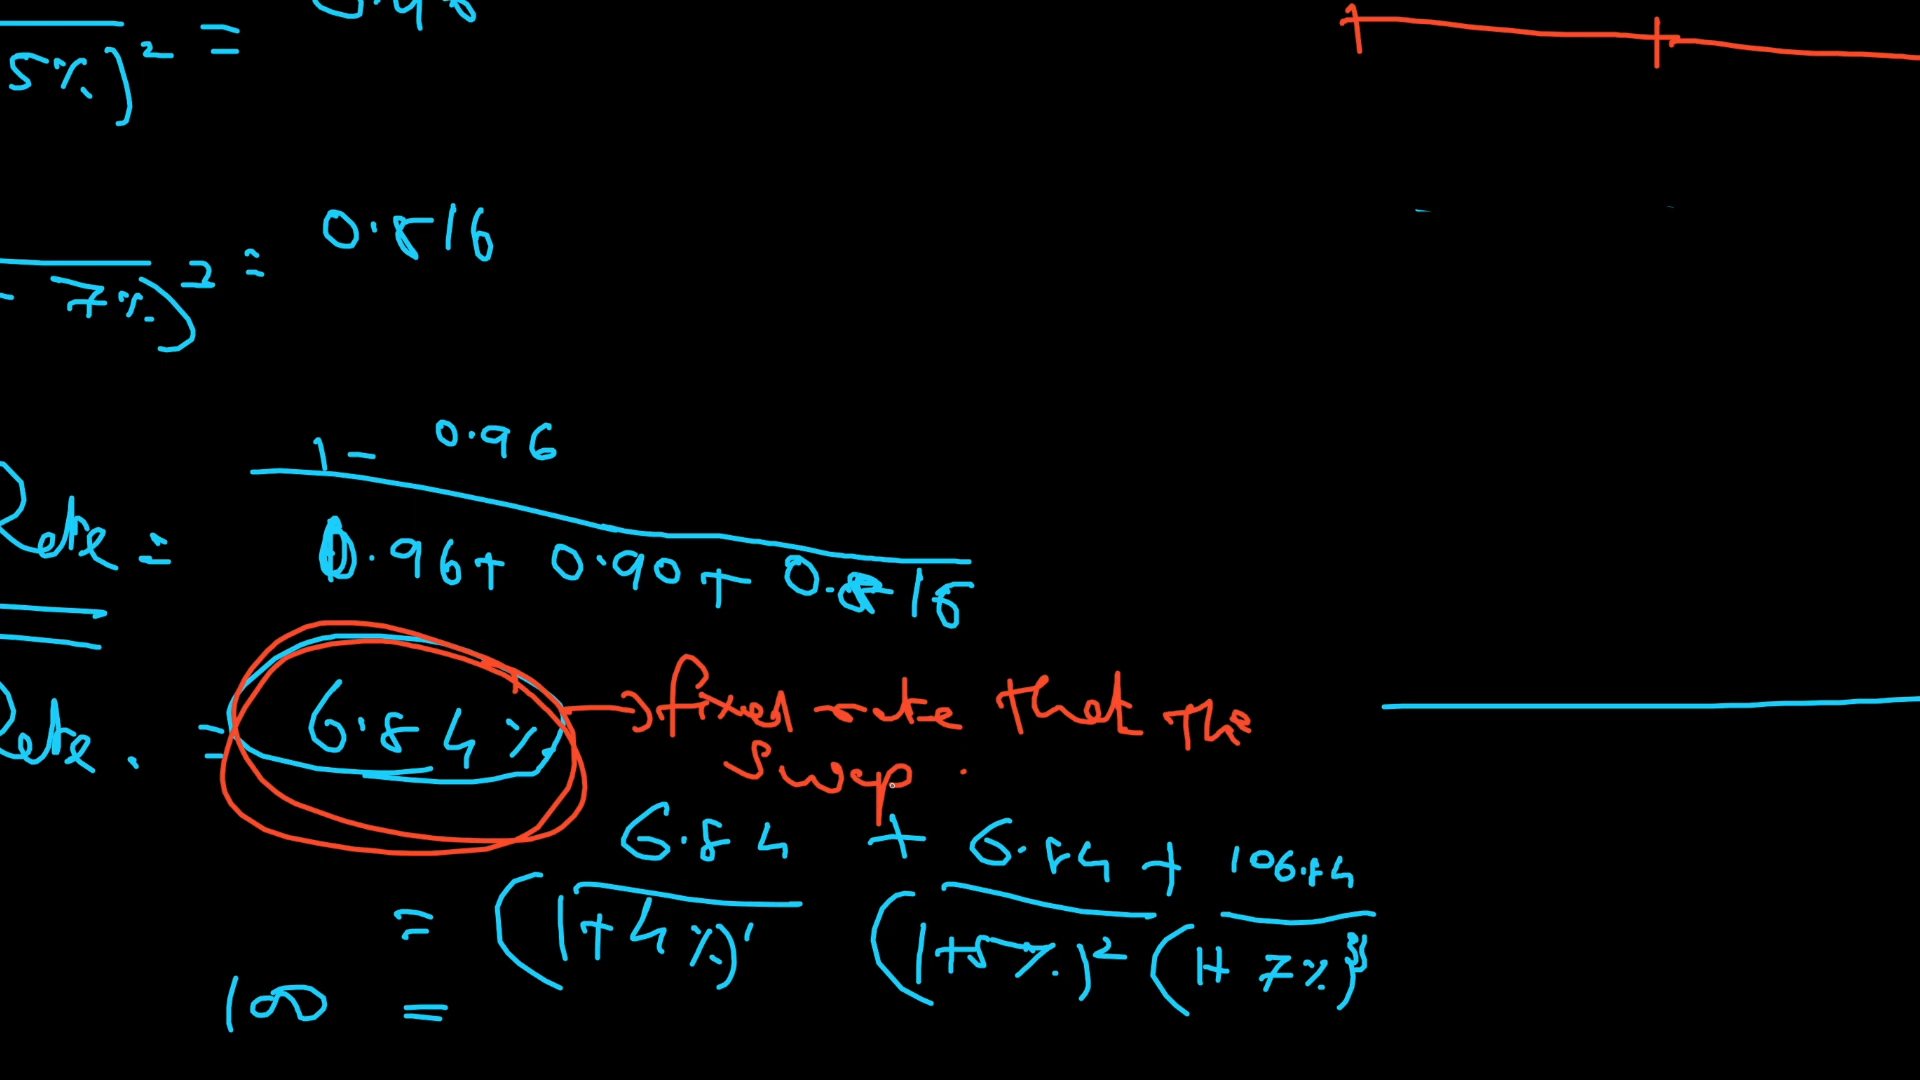 5%)² =
7%)² = 0.816
1 - 0.96
Rate = 0.96 + 0.90 + 0.816
Rate. = 6.84% → fixed rate that the
swap.
6.84 + 6.84 + 106.84
= (1+4%)¹ (1+5%)² (1+7%)³
100 =